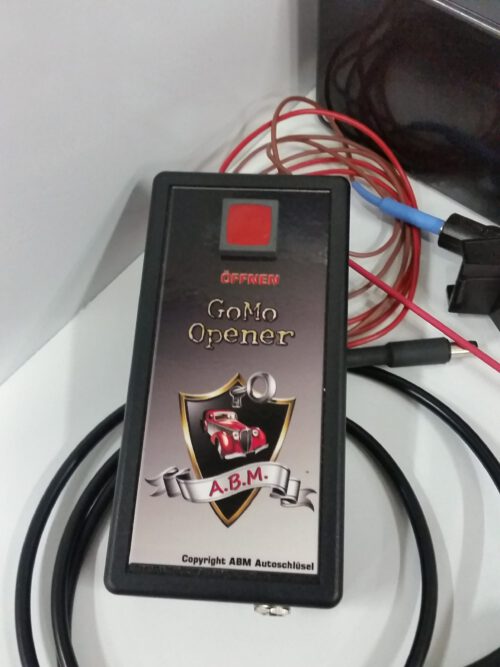 ÖFFNEN
GoMo
Opener
A.B.M.
Copyright ABM Autoschlüsel